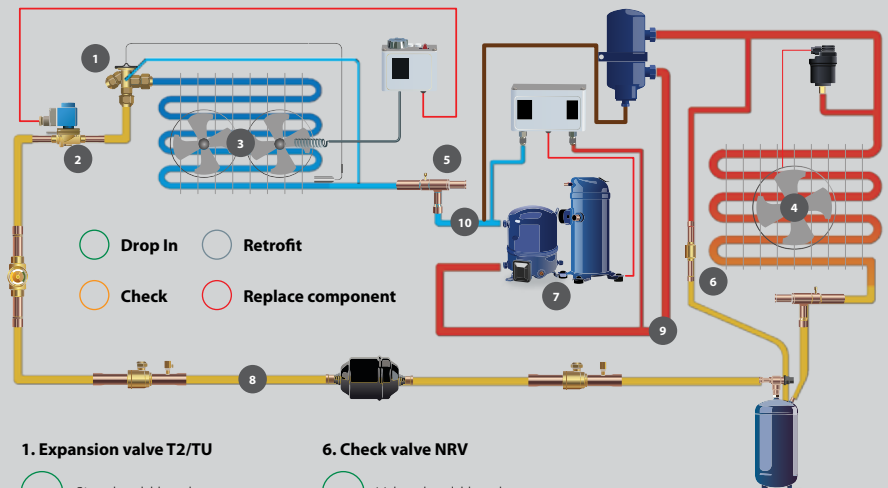 1
2
3
4
5
10
6
7
9
8
Drop In
Retrofit
Check
Replace component
1. Expansion valve T2/TU
6. Check valve NRV